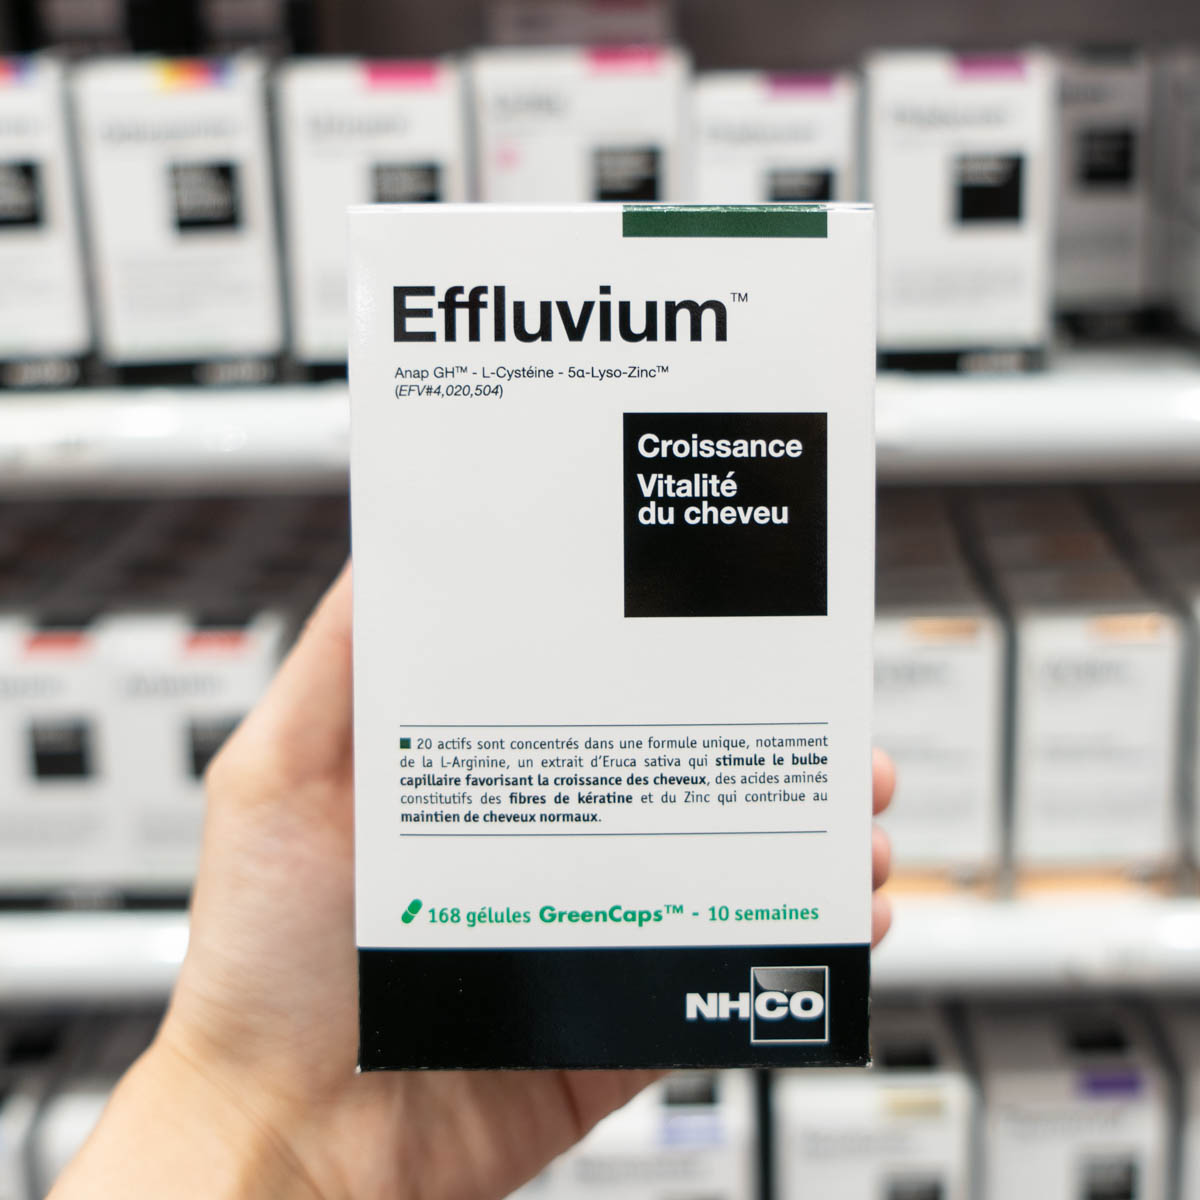 Effluvium™
Anap GH™ - L-Cystéine - 5α-Lyso-Zinc™
(EFV#4,020,504)
Croissance
Vitalité
du cheveu
20 actifs sont concentrés dans une formule unique, notamment
de la L-Arginine, un extrait d'Eruca sativa qui stimule le bulbe
capillaire favorisant la croissance des cheveux, des acides aminés
constitutifs des fibres de kératine et du Zinc qui contribue au
maintien de cheveux normaux.
168 gélules GreenCaps™ - 10 semaines
NHCO